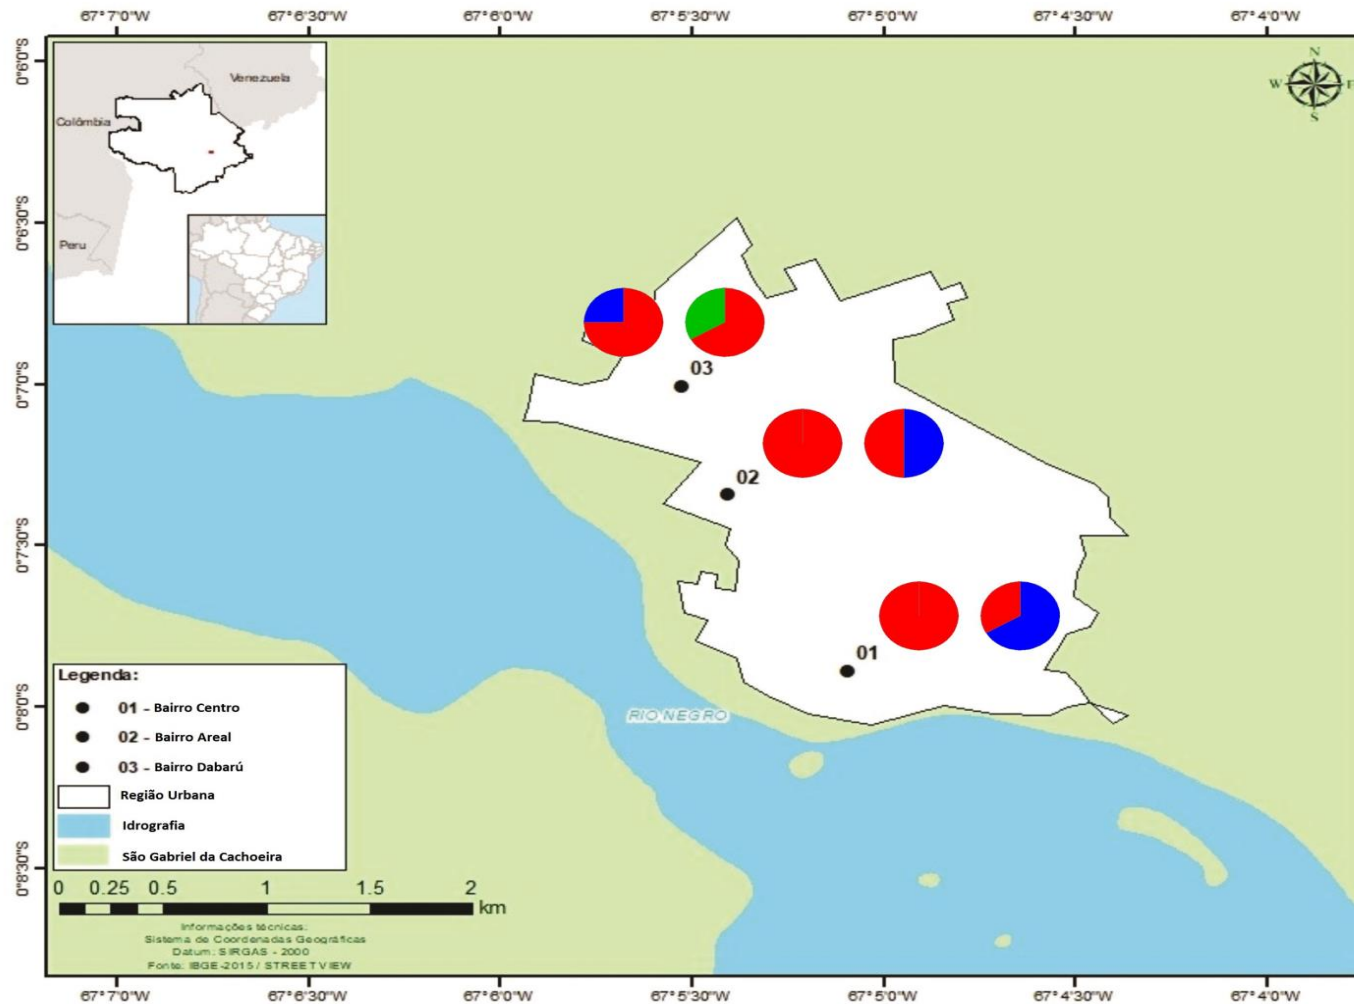 67°7'0"W 67°6'30"W 67°6'0"W 67°5'30"W 67°5'0"W 67°4'30"W 67°4'0"W
0°6'0"S
0°6'30"S
0°7'0"S
0°7'30"S
0°8'0"S
0°8'30"S
Venezuela
Colômbia
Peru
N
W E
S
03
02
01
RIO NEGRO
Legenda:
01 - Bairro Centro
02 - Bairro Areal
03 - Bairro Dabarú
Região Urbana
Idrografia
São Gabriel da Cachoeira
0 0.25 0.5 1 1.5 2
km
Informações técnicas:
Sistema de Coordenadas Geográficas
Datum: SIRGAS - 2000
Fonte: IBGE-2015 / STREETVIEW
67°7'0"W 67°6'30"W 67°6'0"W 67°5'30"W 67°5'0"W 67°4'30"W 67°4'0"W